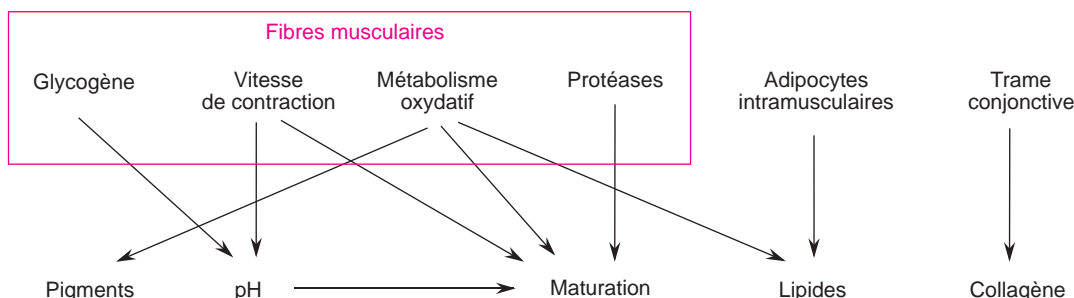 Fibres musculaires
Glycogène
Vitesse
de contraction
Métabolisme
oxydatif
Protéases
Adipocytes
intramusculaires
Trame
conjonctive
Pigments
pH
Maturation
Lipides
Collagène